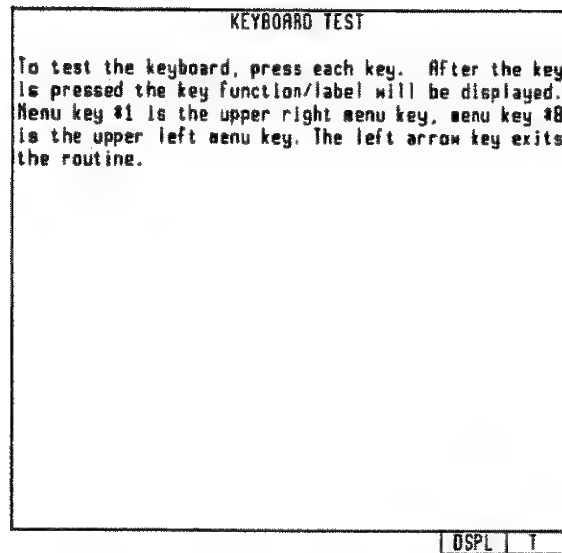 KEYBOARD TEST
To test the keyboard, press each key. After the key
is pressed the key function/label will be displayed.
Menu key #1 is the upper right menu key, menu key #8
is the upper left menu key. The left arrow key exits
the routine.
DSPL T